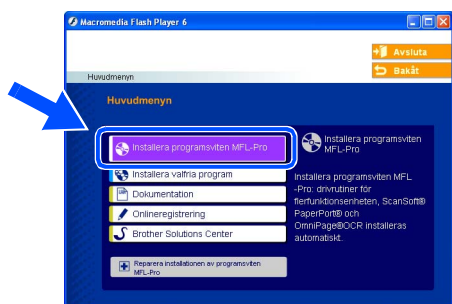 Macromedia Flash Player 6
Avsluta
Bakåt
Huvudmenyn
Huvudmenyn
Installera programsviten MFL-Pro
Installera valfria program
Dokumentation
Onlineregistrering
Brother Solutions Center
Reparera installationen av programsviten
MFL-Pro
Installera programsviten
MFL-Pro
Installera programsviten MFL
-Pro: drivrutiner för
flerfunktionsenheten, ScanSoft®
PaperPort® och
OmniPage®OCR installeras
automatiskt.